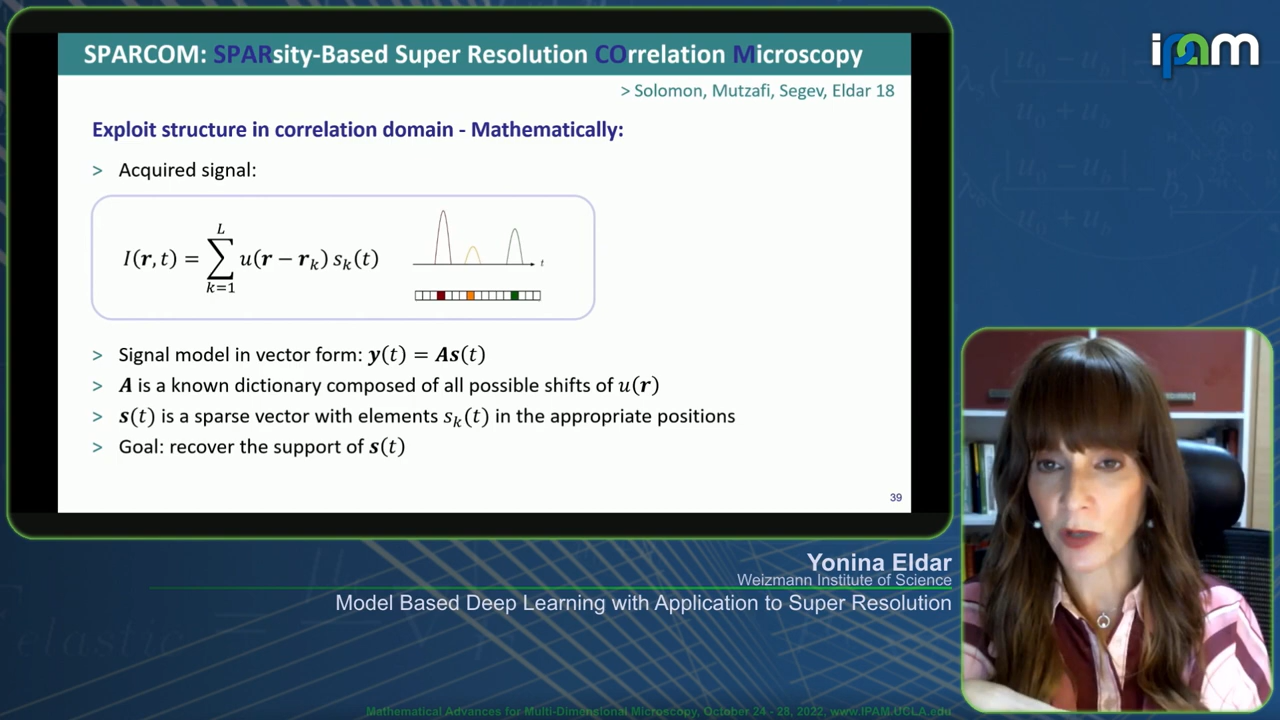 SPARCOM: SPARsity-Based Super Resolution COrrelation Microscopy
> Solomon, Mutzafi, Segev, Eldar 18
Exploit structure in correlation domain - Mathematically:
> Acquired signal:
I(r, t) = ∑_{k=1}^{L} u(r − r_k) s_k(t)
t
> Signal model in vector form: y(t) = As(t)
> A is a known dictionary composed of all possible shifts of u(r)
> s(t) is a sparse vector with elements s_k(t) in the appropriate positions
> Goal: recover the support of s(t)
39
ipam
Yonina Eldar
Weizmann Institute of Science
Model Based Deep Learning with Application to Super Resolution
Mathematical Advances for Multi-Dimensional Microscopy, October 24 - 28, 2022, www.IPAM.UCLA.edu
elastic